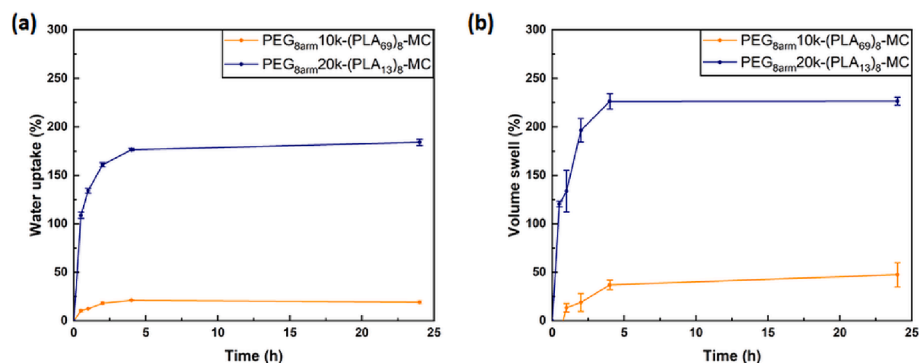 (a)
PEG8arm10k-(PLA69)8-MC
PEG8arm20k-(PLA13)8-MC
Water uptake (%)
300
250
200
150
100
50
0
0 5 10 15 20 25
Time (h)
(b)
PEG8arm10k-(PLA69)8-MC
PEG8arm20k-(PLA13)8-MC
Volume swell (%)
300
250
200
150
100
50
0
0 5 10 15 20 25
Time (h)